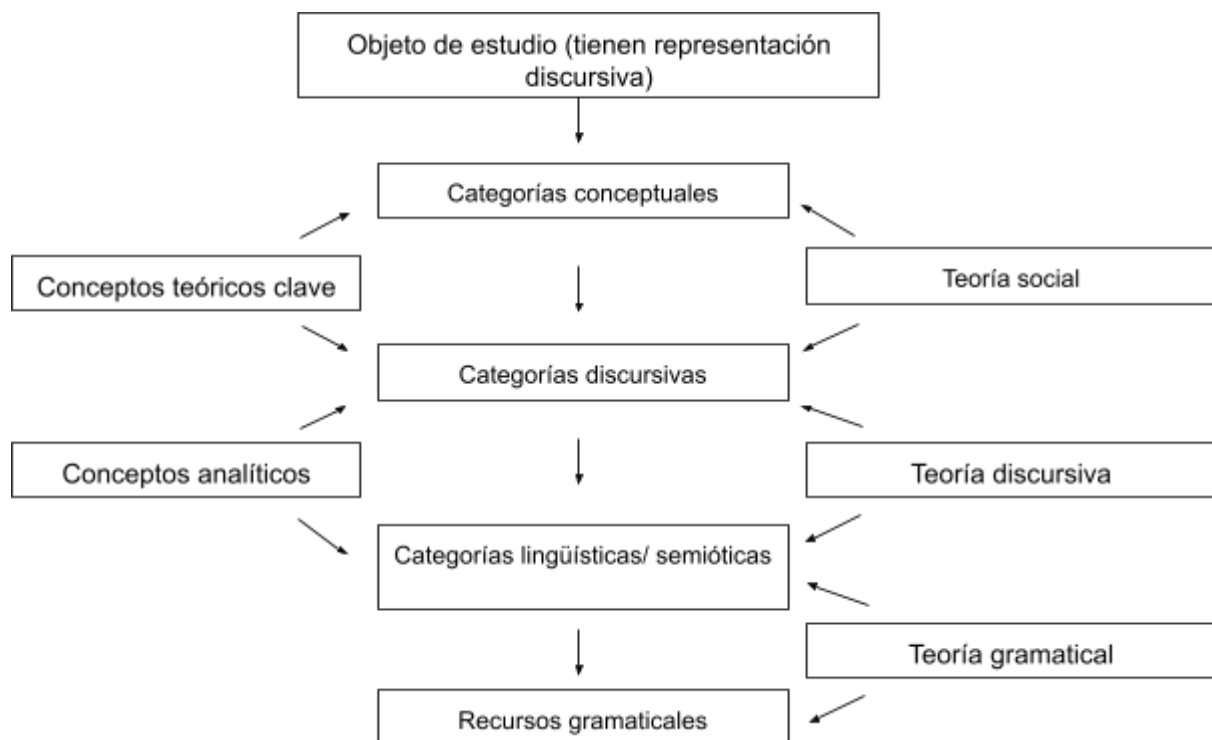 Objeto de estudio (tienen representación
discursiva)
Categorías conceptuales
Conceptos teóricos clave
Teoría social
Categorías discursivas
Conceptos analíticos
Teoría discursiva
Categorías lingüísticas/ semióticas
Teoría gramatical
Recursos gramaticales